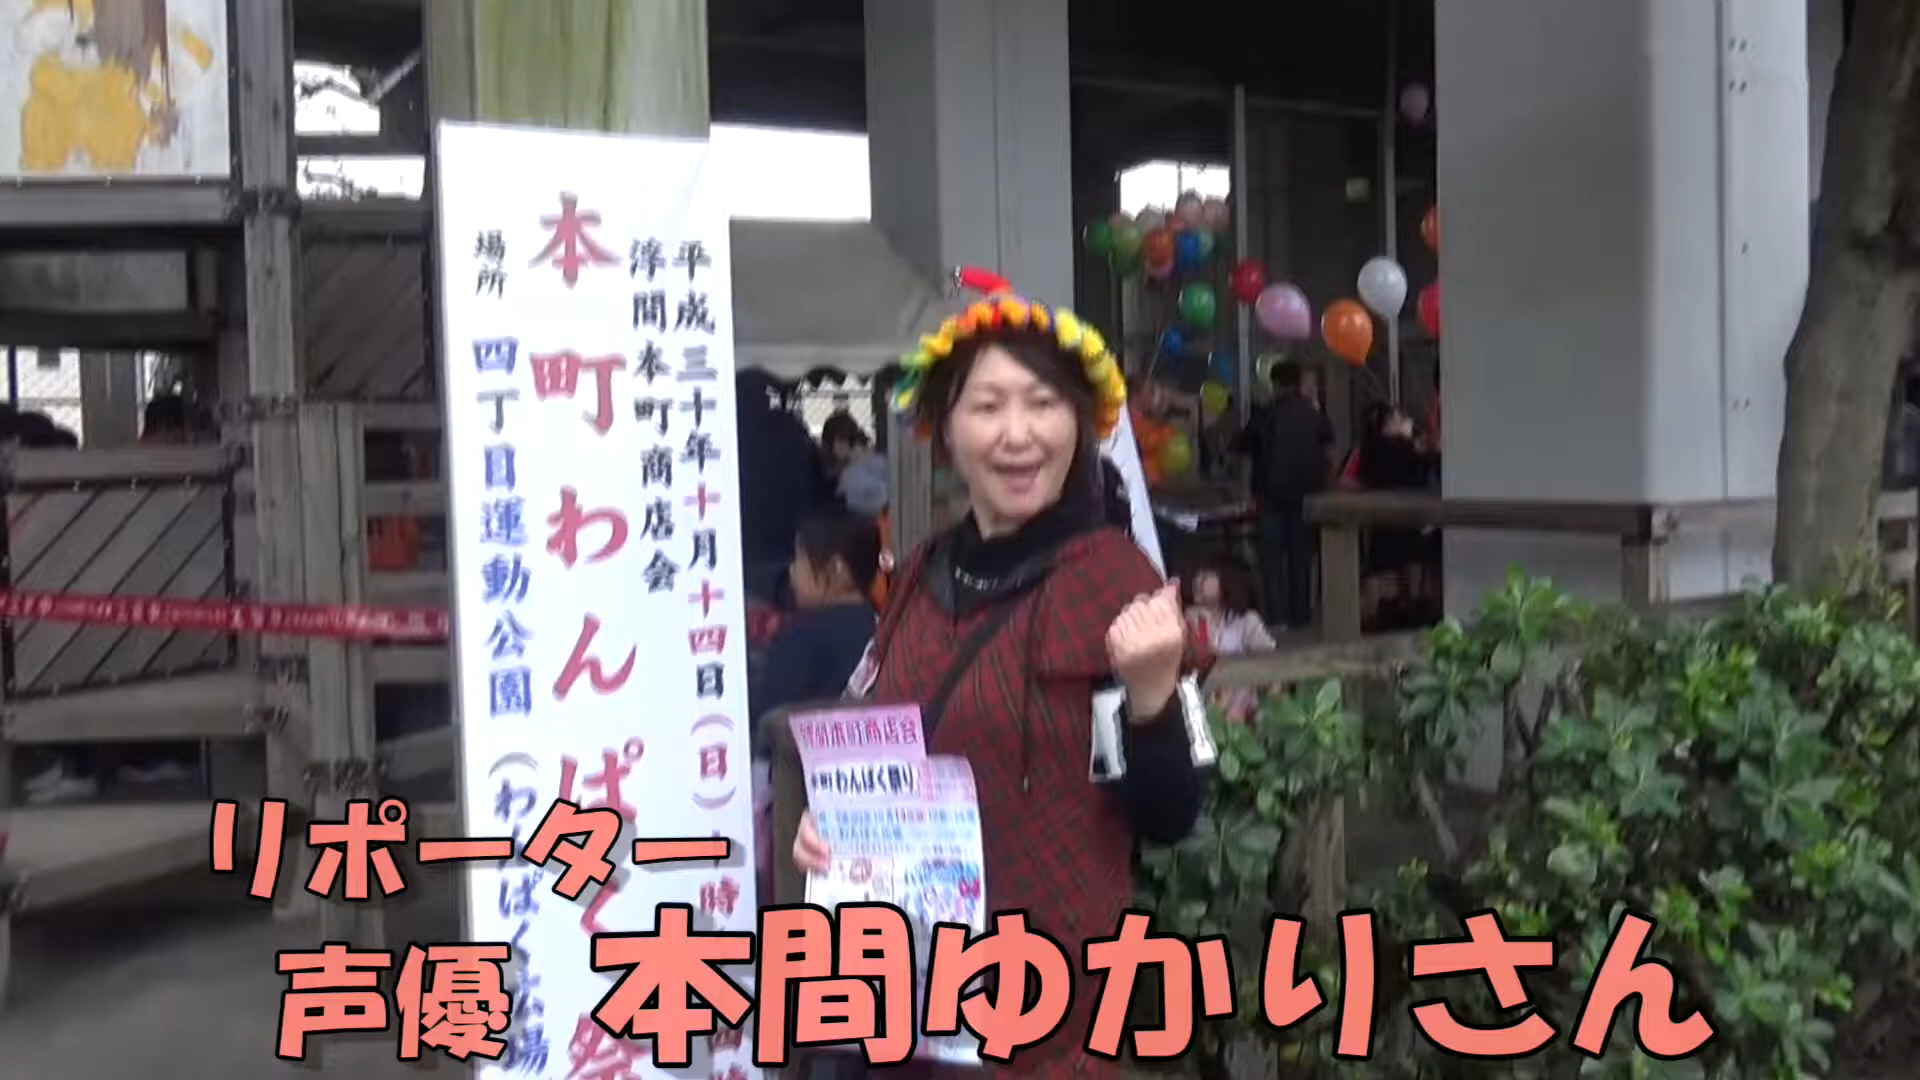 平成三十年十月十四日(日)
浮間本町商店会
本町わんぱく祭
場所 四丁目運動公園 (わんぱく広場
浮間本町商店会
本町わんぱく祭り
リポーター
声優 本間ゆかりさん